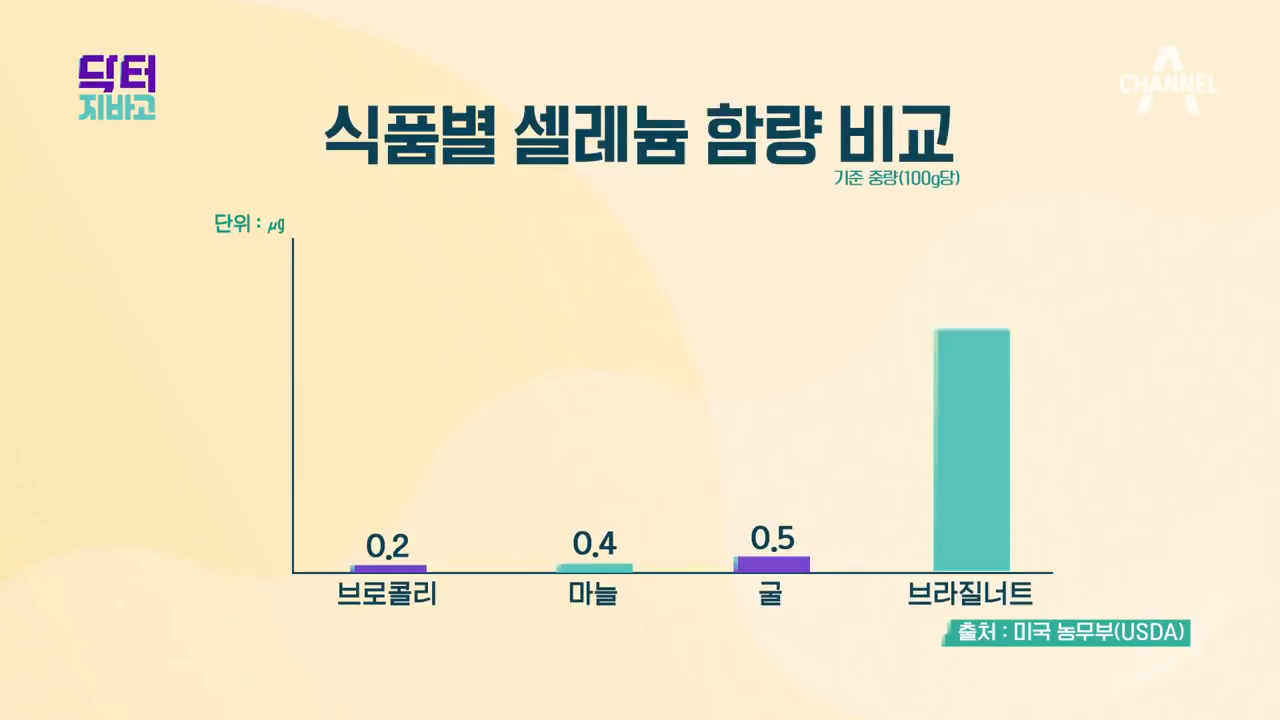 닥터
지바고
CHANNEL A
식품별 셀레늄 함량 비교
기준 중량(100g당)
단위 : ㎍
0.2
0.4
0.5
브로콜리
마늘
굴
브라질너트
출처 : 미국 농무부(USDA)